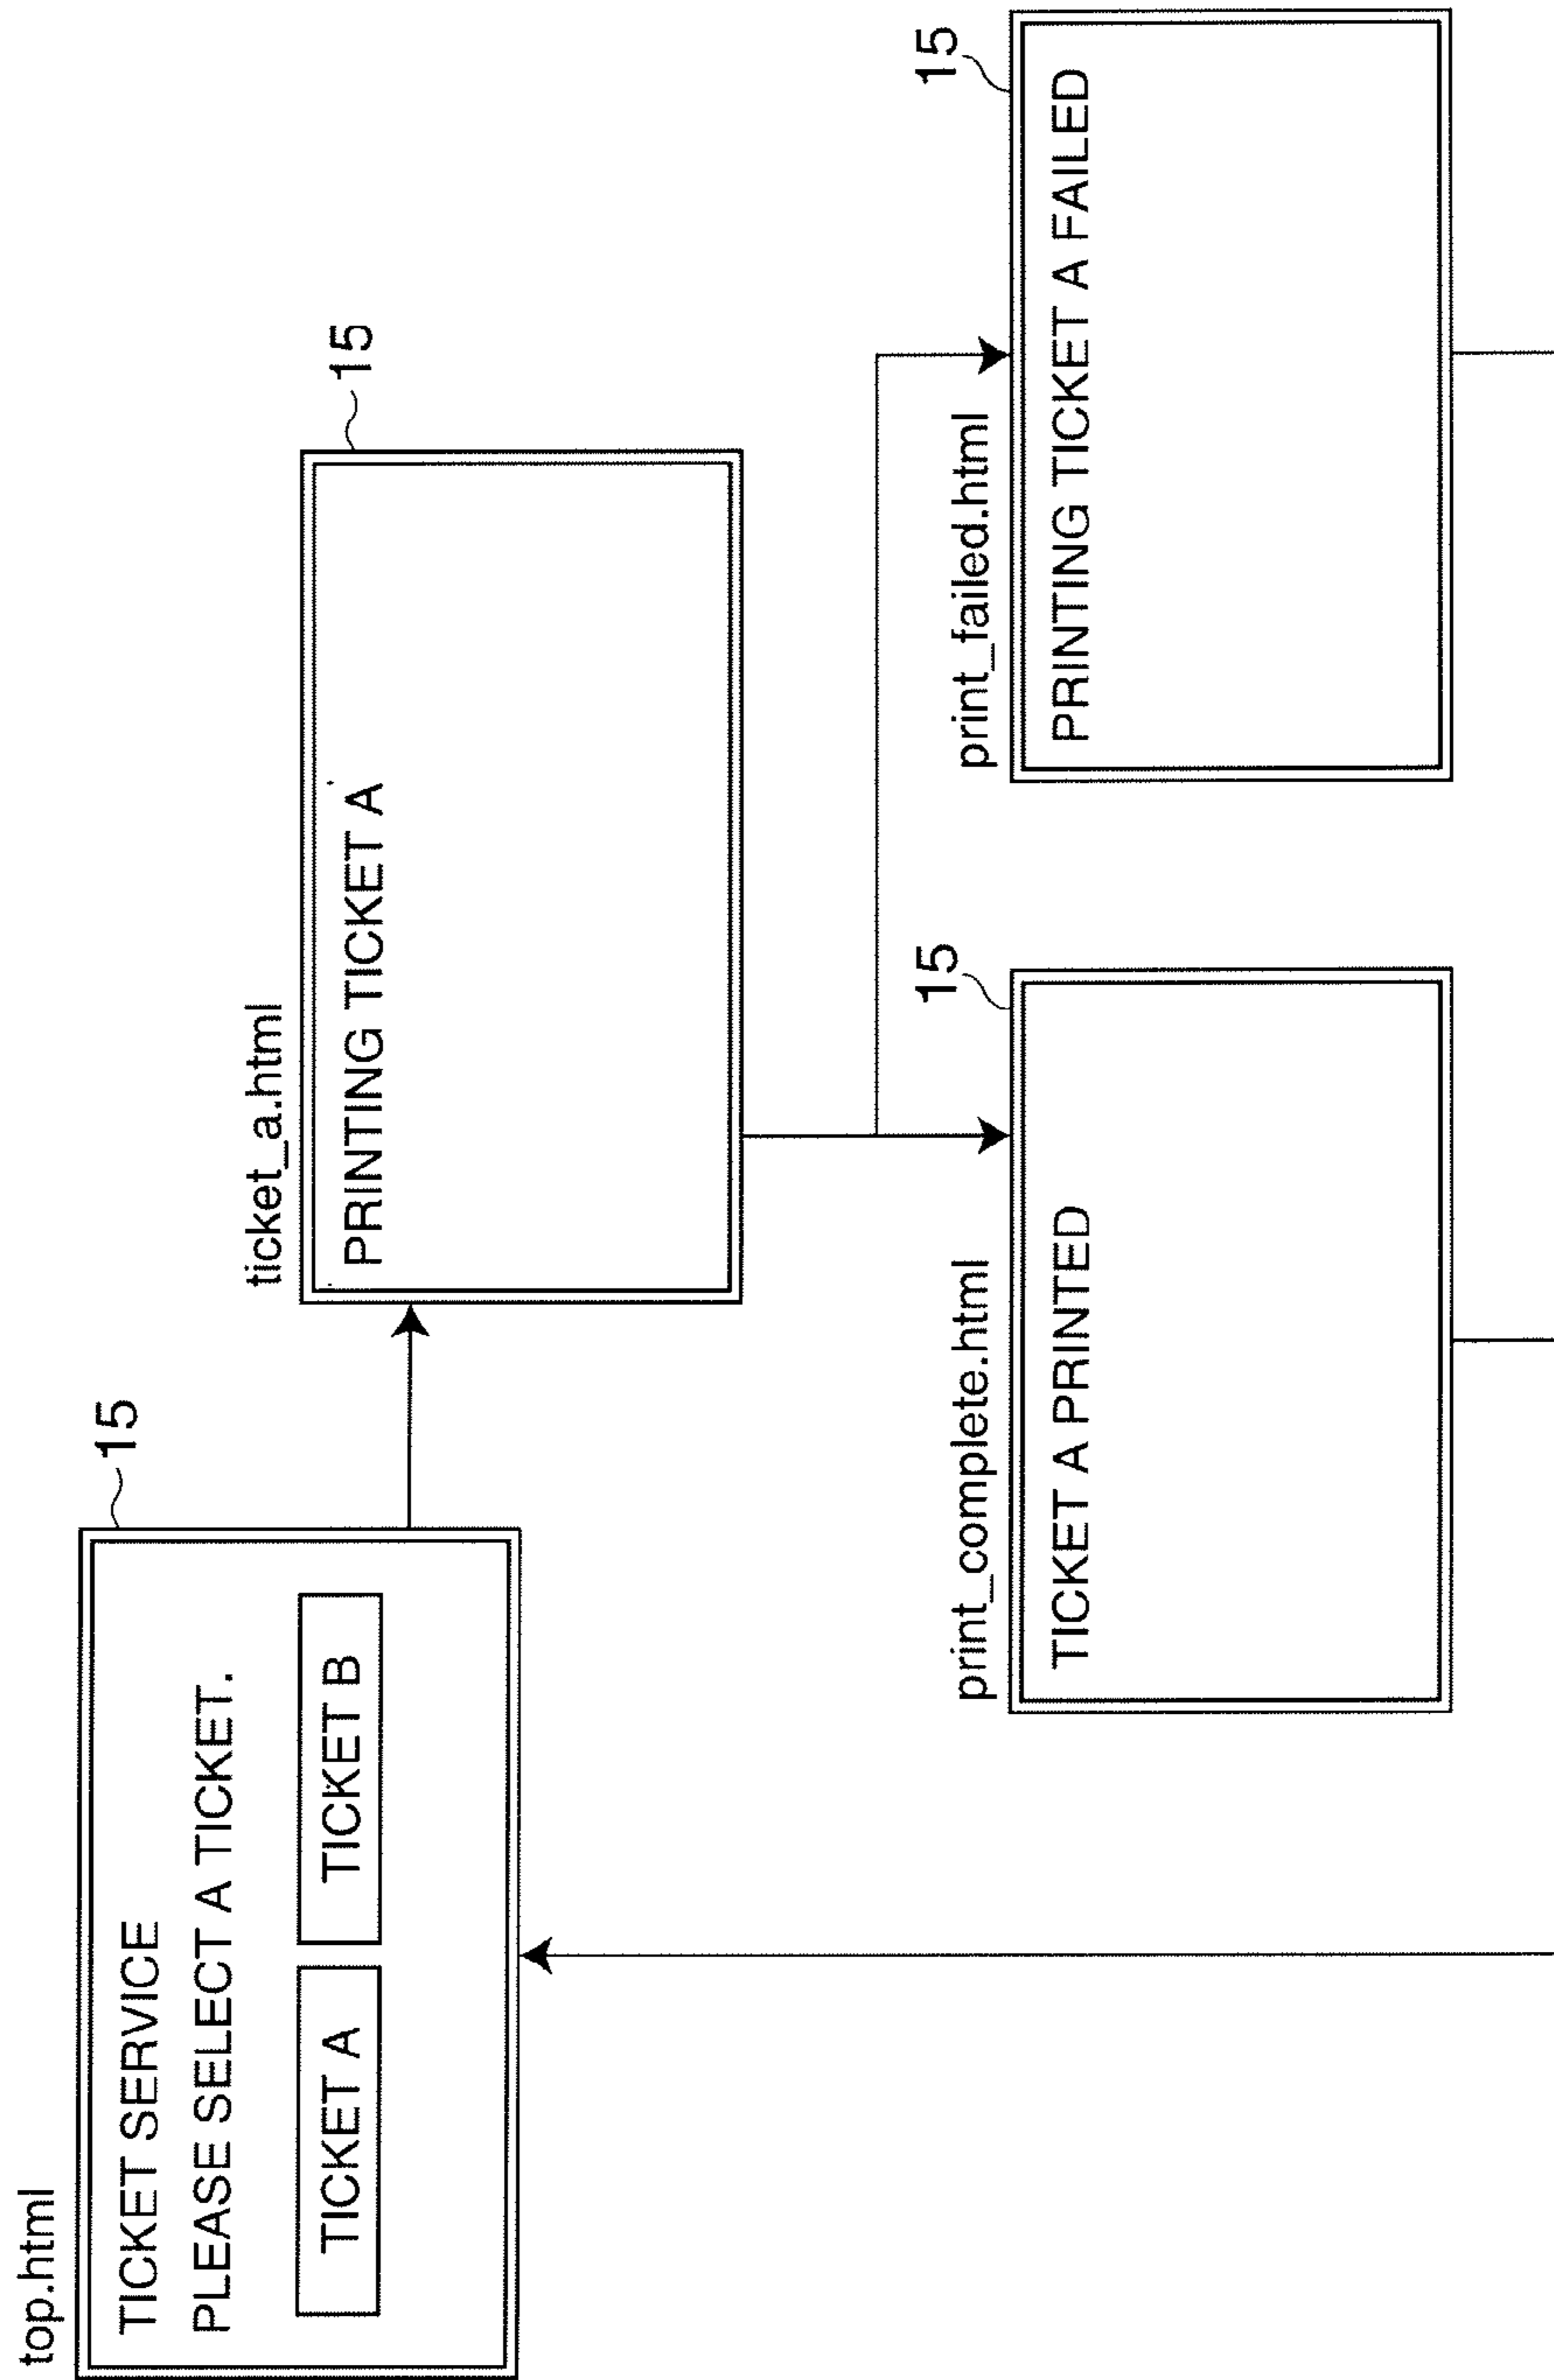 top.html
15
TICKET SERVICE
PLEASE SELECT A TICKET.
TICKET A
TICKET B
ticket_a.html
15
PRINTING TICKET A
print_complete.html
15
TICKET A PRINTED
print_failed.html
15
PRINTING TICKET A FAILED